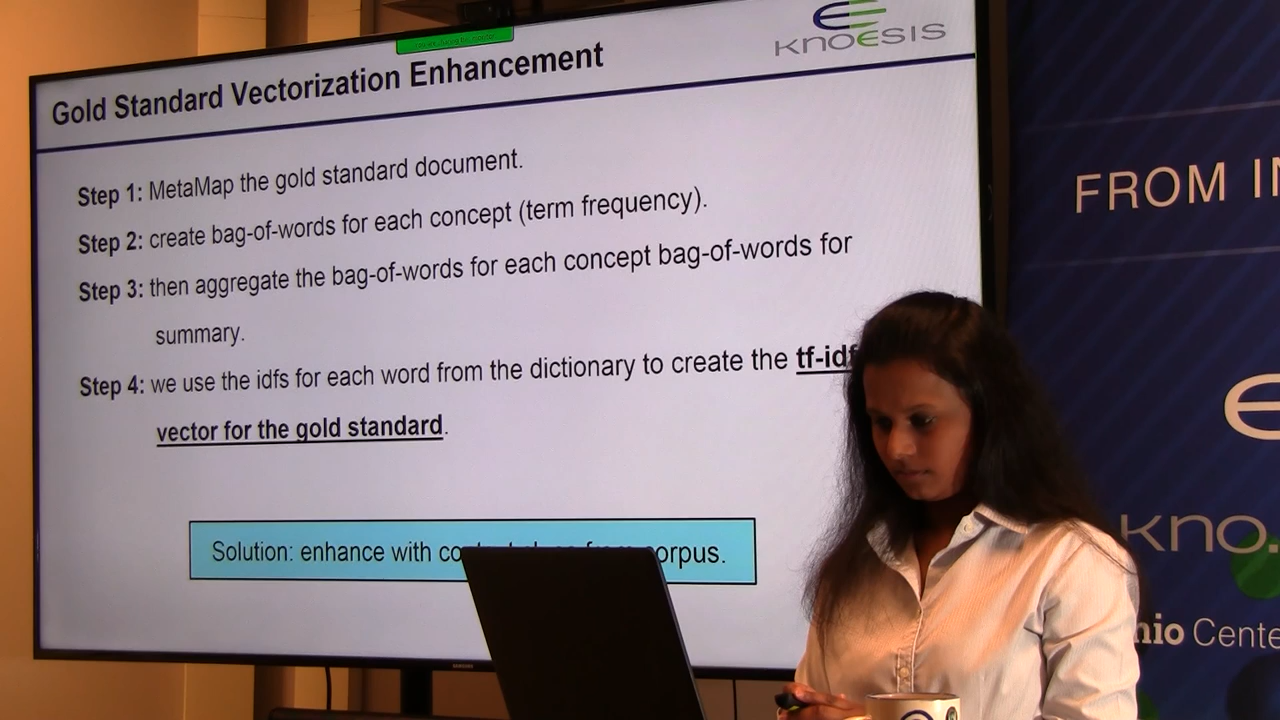 KNOESIS
Gold Standard Vectorization Enhancement
Step 1: MetaMap the gold standard document.
Step 2: create bag-of-words for each concept (term frequency).
Step 3: then aggregate the bag-of-words for each concept bag-of-words for
summary.
Step 4: we use the idfs for each word from the dictionary to create the tf-idf
vector for the gold standard.
Solution: enhance with
SAMSUNG
FROM
KNO.
Cente